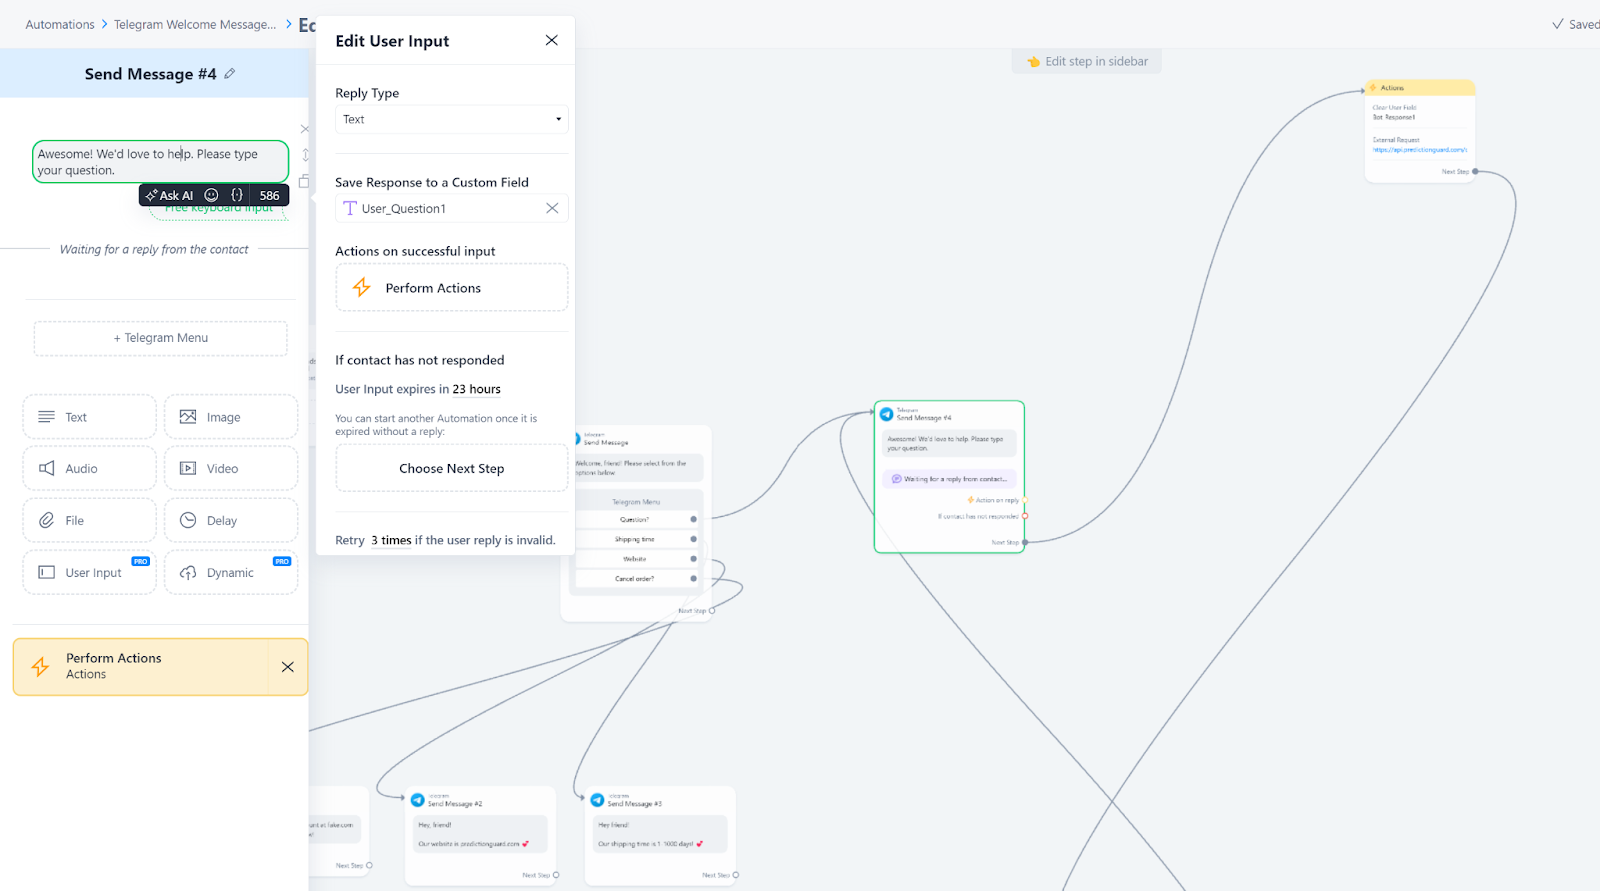 Automations > Telegram Welcome Message... >
Saved
Send Message #4
Awesome! We'd love to help. Please type
your question.
Ask AI {·} 586
Free keyboard input
Waiting for a reply from the contact
+ Telegram Menu
Text
Image
Audio
Video
File
Delay
User Input PRO
Dynamic PRO
Perform Actions
Actions
Edit User Input
Reply Type
Text
Save Response to a Custom Field
User_Question1
Actions on successful input
Perform Actions
If contact has not responded
User Input expires in 23 hours
You can start another Automation once it is
expired without a reply:
Choose Next Step
Retry 3 times if the user reply is invalid.
👈 Edit step in sidebar
Actions
Clear User Field
Bot Response1
External Request
https://api.predictionguard.com/
Next Step
Telegram
Send Message
Welcome, friend! Please select from the
options below.
Telegram Menu
Question?
Shipping time
Website
Cancel order?
Next Step
Telegram
Send Message #4
Awesome! We'd love to help. Please type
your question.
Waiting for a reply from contact...
Action on reply
If contact has not responded
Next Step
unt at fake.com
Next Step
Telegram
Send Message #2
Hey, friend!
Our website is predictionguard.com 💕
Next Step
Telegram
Send Message #3
Hey friend!
Our shipping time is 1-1000 days! 💕
Next Step